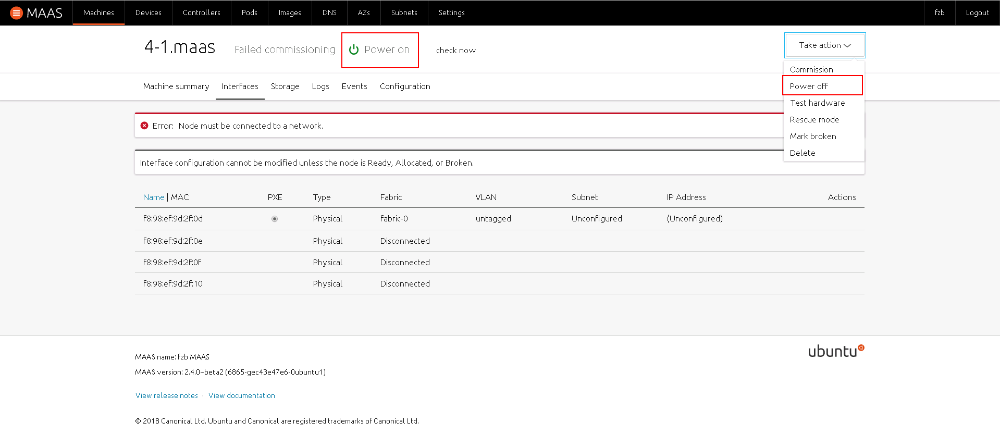 MAAS Machines Devices Controllers Pods Images DNS AZs Subnets Settings fzb Logout
4-1.maas Failed commissioning Power on check now Take action
Commission
Power off
Test hardware
Rescue mode
Mark broken
Delete
Machine summary Interfaces Storage Logs Events Configuration
Error: Node must be connected to a network.
Interface configuration cannot be modified unless the node is Ready, Allocated, or Broken.
Name | MAC PXE Type Fabric VLAN Subnet IP Address Actions
f8:98:ef:9d:2f:0d Physical fabric-0 untagged Unconfigured (Unconfigured)
f8:98:ef:9d:2f:0e Physical Disconnected
f8:98:ef:9d:2f:0f Physical Disconnected
f8:98:ef:9d:2f:10 Physical Disconnected
ubuntu
MAAS name: fzb MAAS
MAAS version: 2.4.0~beta2 (6865-gec43e47e6-0ubuntu1)
View release notes · View documentation
© 2018 Canonical Ltd. Ubuntu and Canonical are registered trademarks of Canonical Ltd.